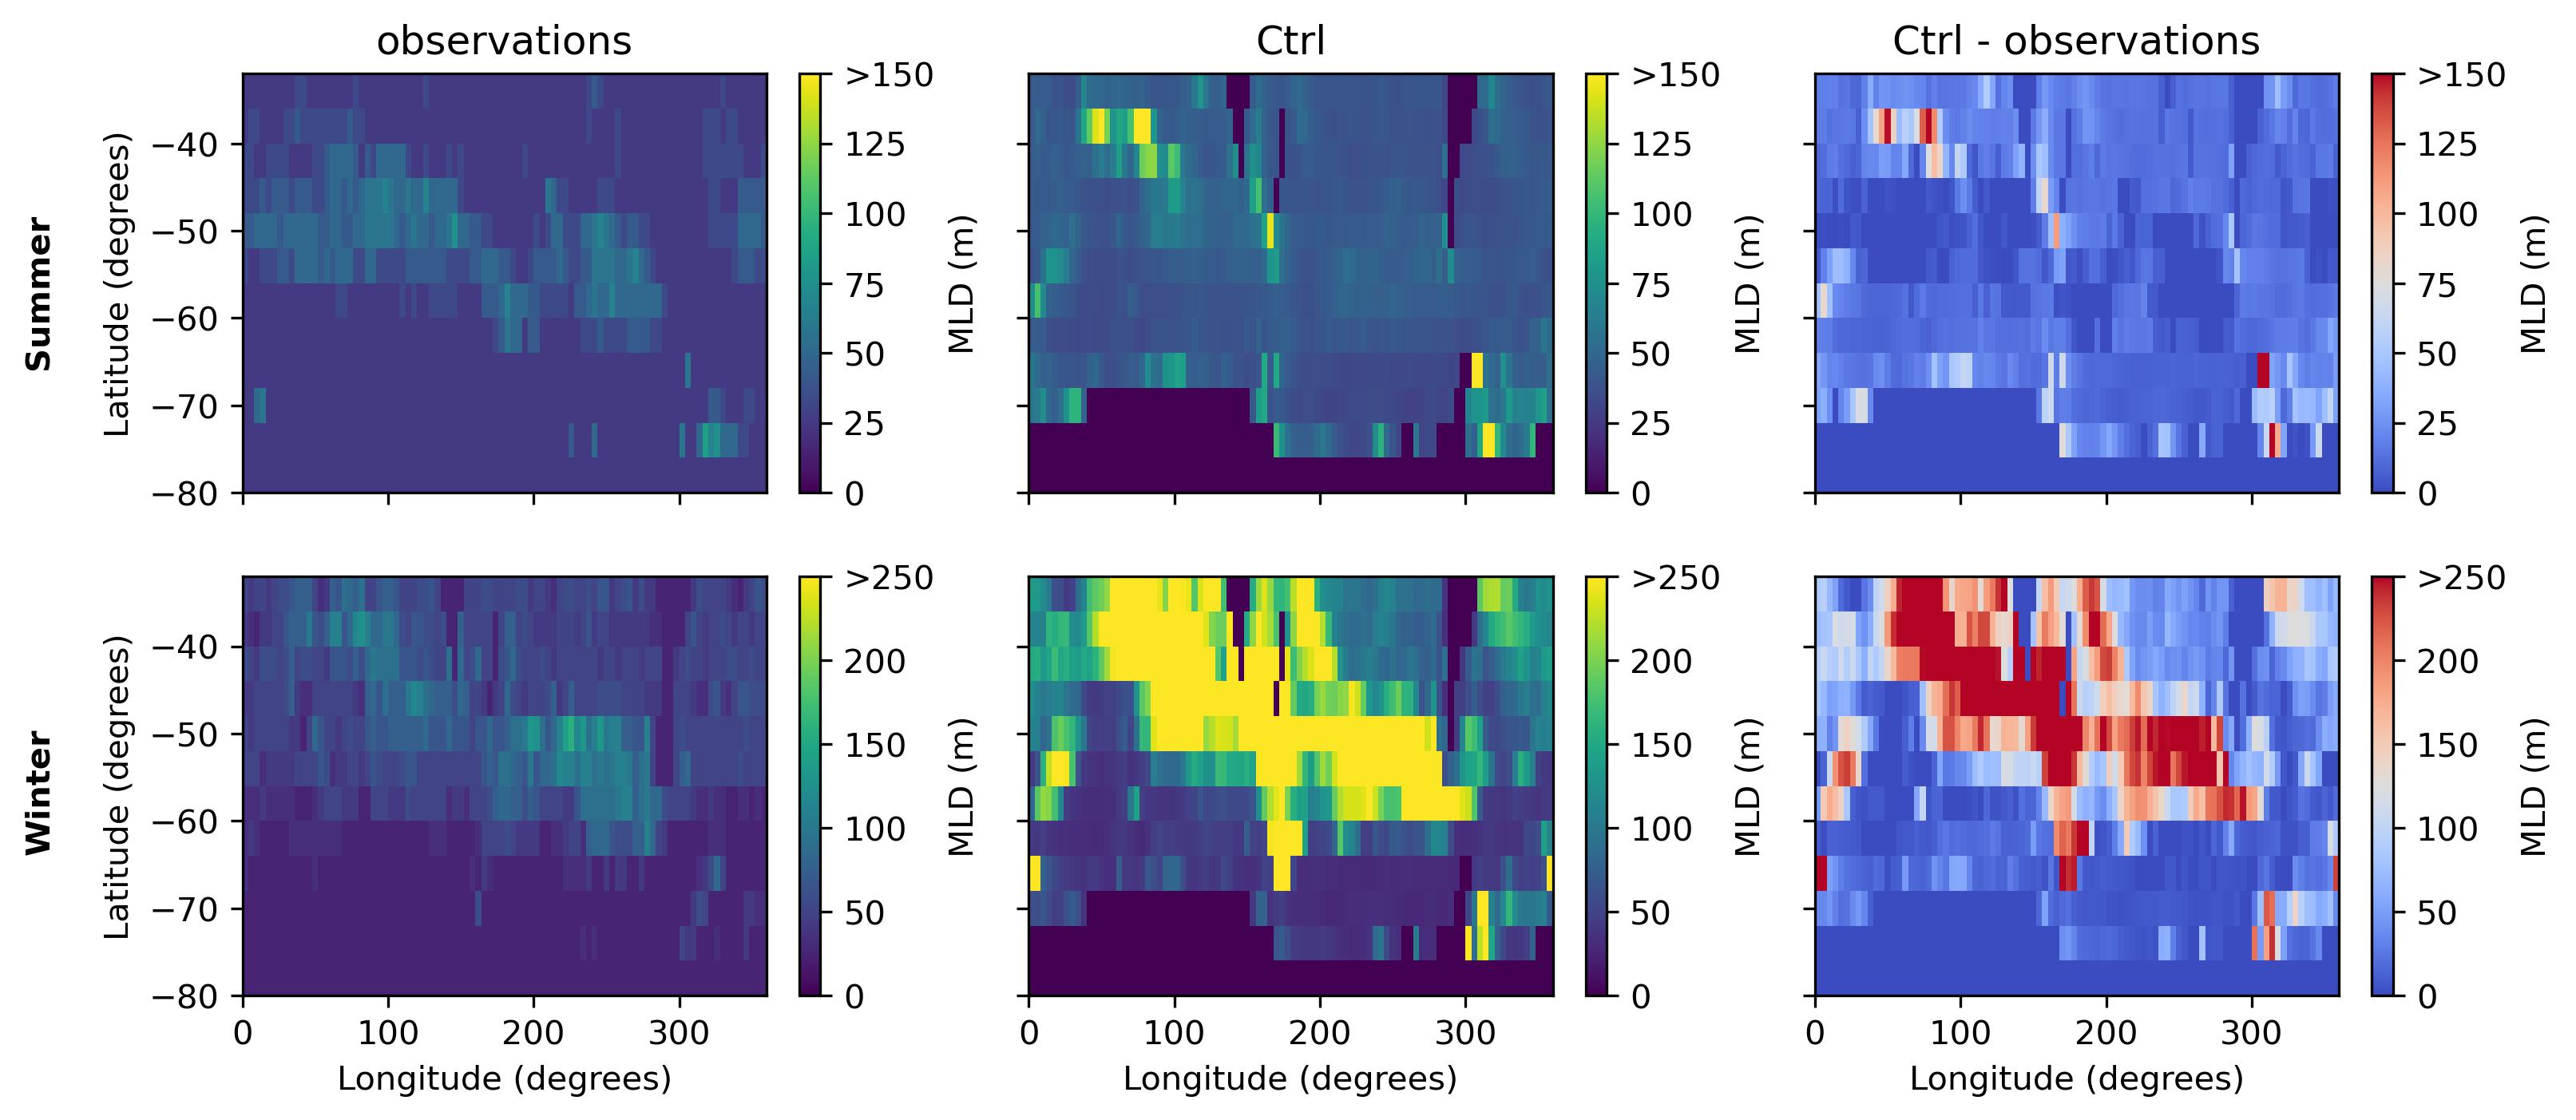 observations
Ctrl
Ctrl - observations
Summer
Latitude (degrees)
−40
−50
−60
−70
−80
>150
125
100
75
50
25
0
MLD (m)
>150
125
100
75
50
25
0
MLD (m)
>150
125
100
75
50
25
0
MLD (m)
Winter
Latitude (degrees)
−40
−50
−60
−70
−80
0 100 200 300
Longitude (degrees)
>250
200
150
100
50
0
MLD (m)
0 100 200 300
Longitude (degrees)
>250
200
150
100
50
0
MLD (m)
0 100 200 300
Longitude (degrees)
>250
200
150
100
50
0
MLD (m)